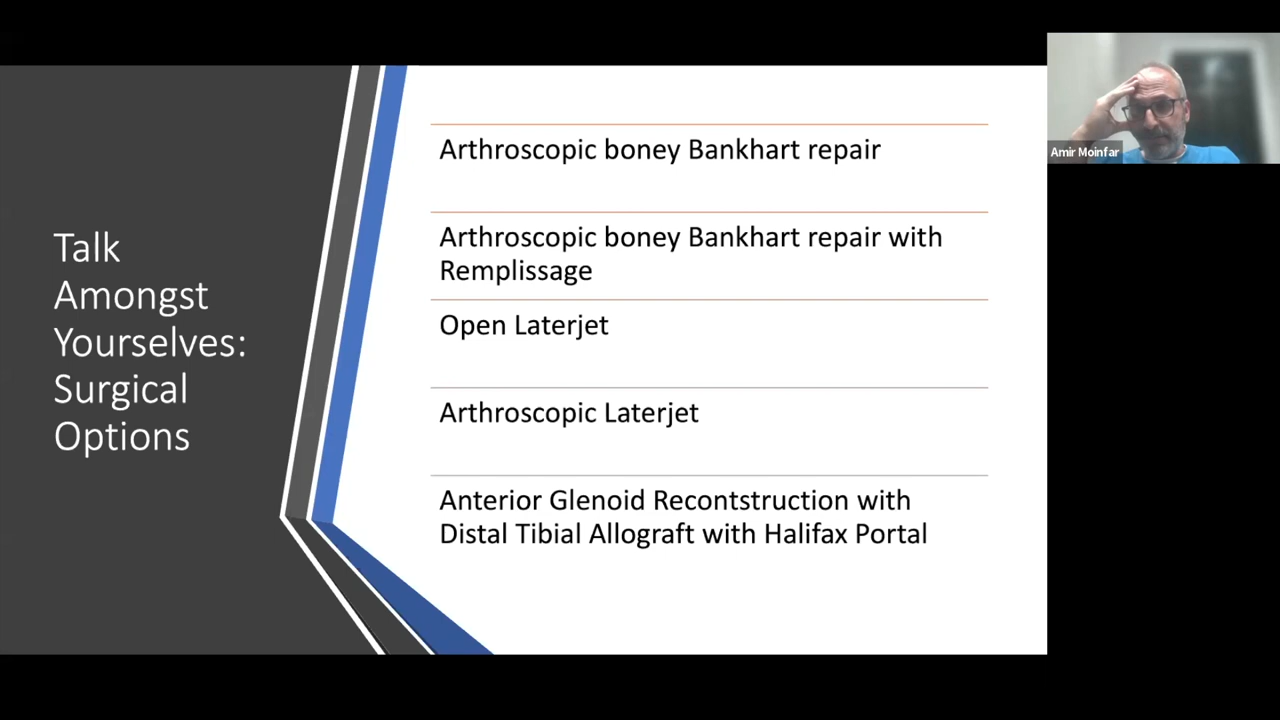 Talk
Amongst
Yourselves:
Surgical
Options
Arthroscopic boney Bankhart repair
Arthroscopic boney Bankhart repair with
Remplissage
Open Laterjet
Arthroscopic Laterjet
Anterior Glenoid Recontstruction with
Distal Tibial Allograft with Halifax Portal
Amir Moinfar